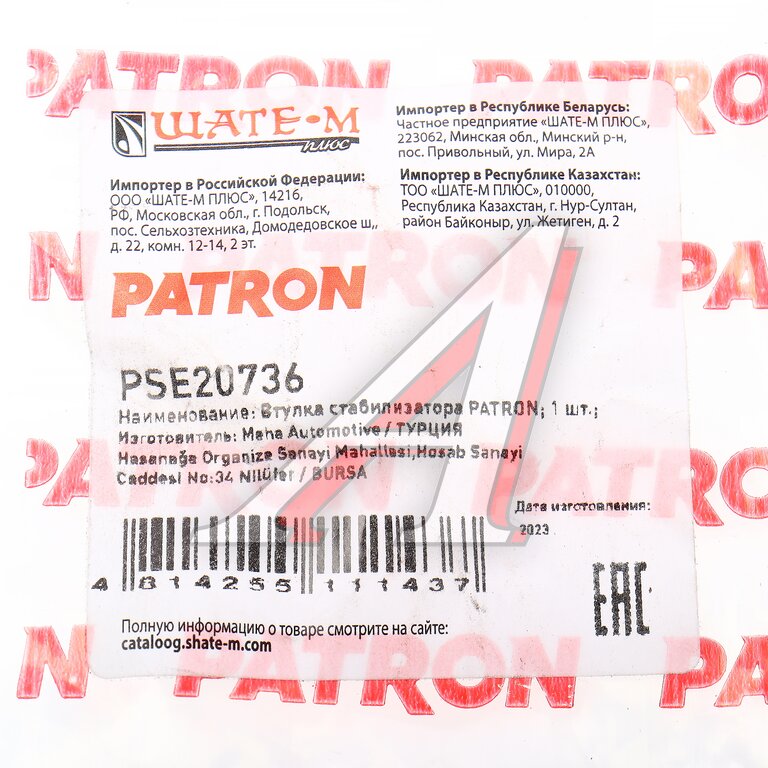 PATRON PATRO
ШАТЕ-М
плюс
Импортер в Российской Федерации:
ООО «ШАТЕ-М ПЛЮС», 14216,
РФ, Московская обл., г. Подольск,
пос. Сельхозтехника, Домодедовское ш.,
д. 22, комн. 12-14, 2 эт.
Импортер в Республике Беларусь:
Частное предприятие «ШАТЕ-М ПЛЮС»,
223062, Минская обл., Минский р-н,
пос. Привольный, ул. Мира, 2А
Импортер в Республике Казахстан:
ТОО «ШАТЕ-М ПЛЮС», 010000,
Республика Казахстан, г. Нур-Султан,
район Байконыр, ул. Жетиген, д. 2
PATRON
PSE20736
Наименование: Втулка стабилизатора PATRON; 1 шт.;
Изготовитель: Maha Automotive / ТУРЦИЯ
Hasanağa Organize Sanayi Mahallesi,Hosab Sanayi
Caddesi No:34 Nilüfer / BURSA
Дата изготовления:
2023
4 814255 111437
EAC
Полную информацию о товаре смотрите на сайте:
cataloog.shate-m.com
N PATRON PATRO